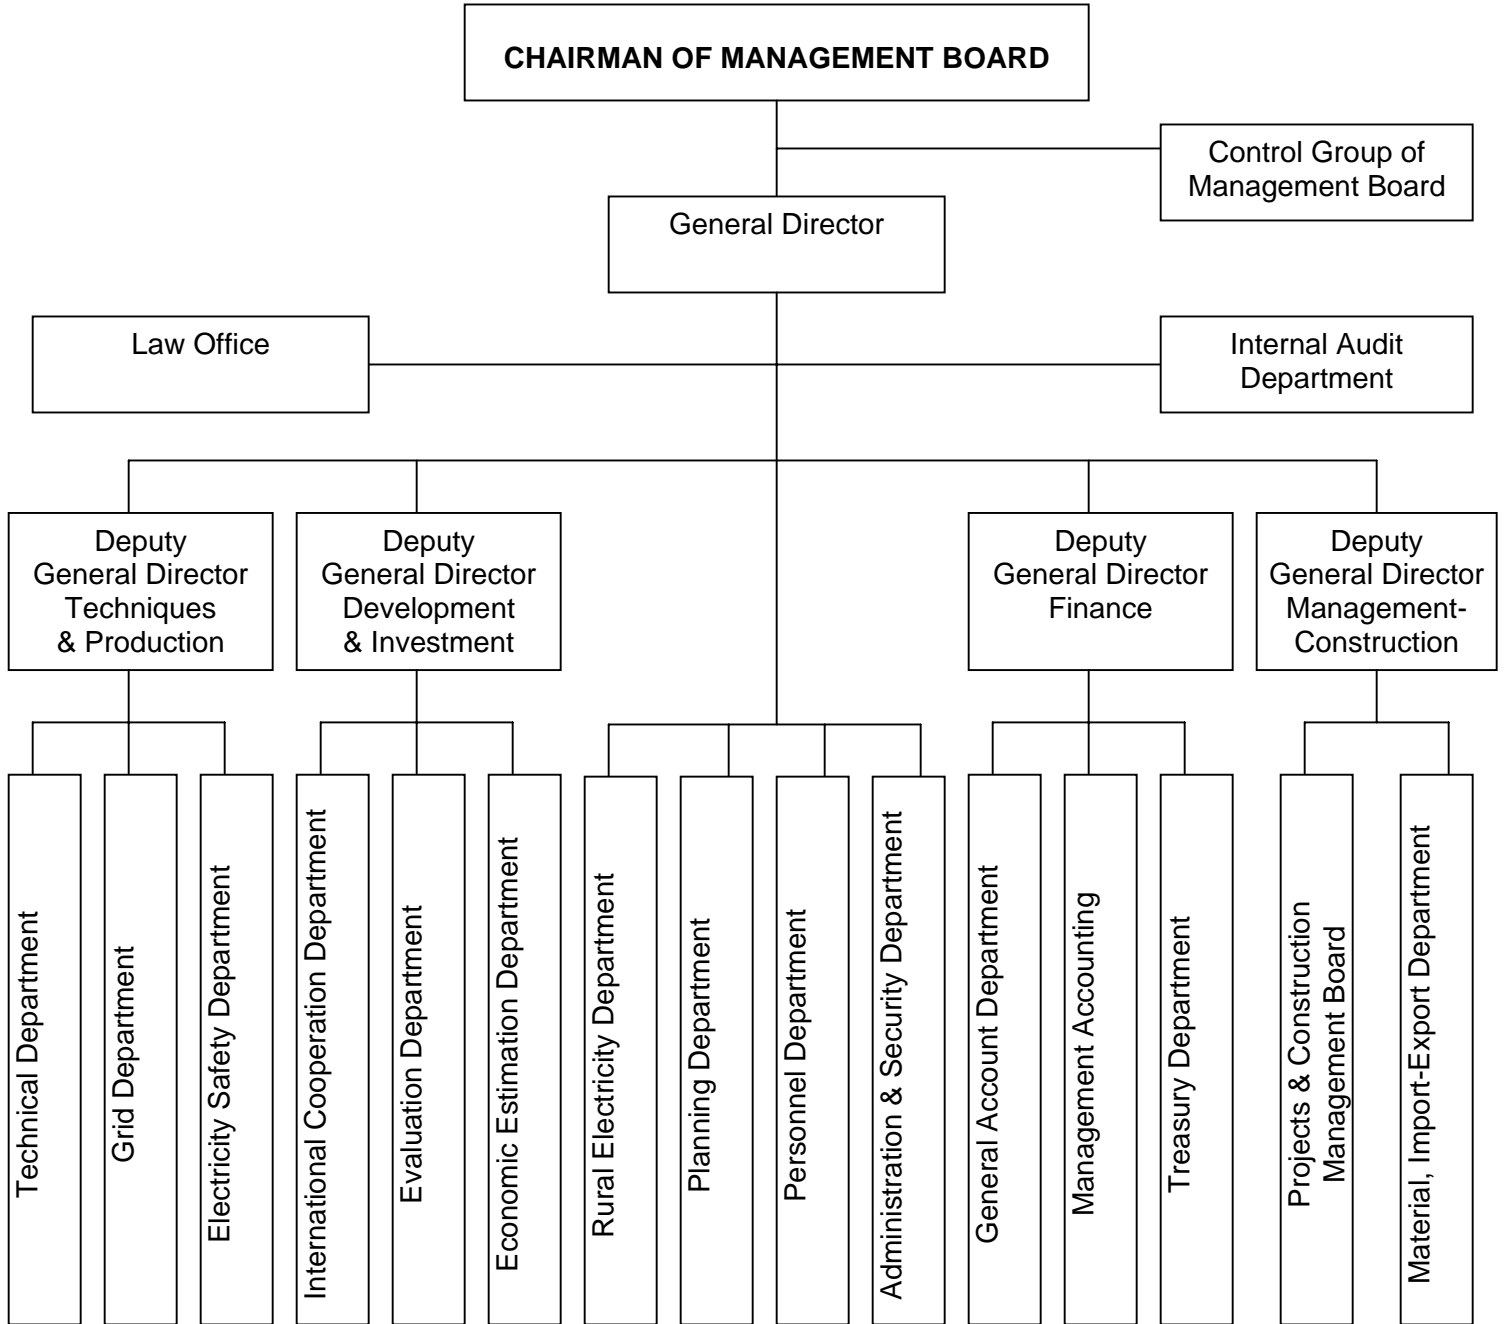 CHAIRMAN OF MANAGEMENT BOARD
Control Group of
Management Board
General Director
Law Office
Internal Audit
Department
Deputy
General Director
Techniques
& Production
Deputy
General Director
Development
& Investment
Deputy
General Director
Finance
Deputy
General Director
Management-
Construction
Technical Department
Grid Department
Electricity Safety Department
International Cooperation Department
Evaluation Department
Economic Estimation Department
Rural Electricity Department
Planning Department
Personnel Department
Administration & Security Department
General Account Department
Management Accounting
Treasury Department
Projects & Construction
Management Board
Material, Import-Export Department